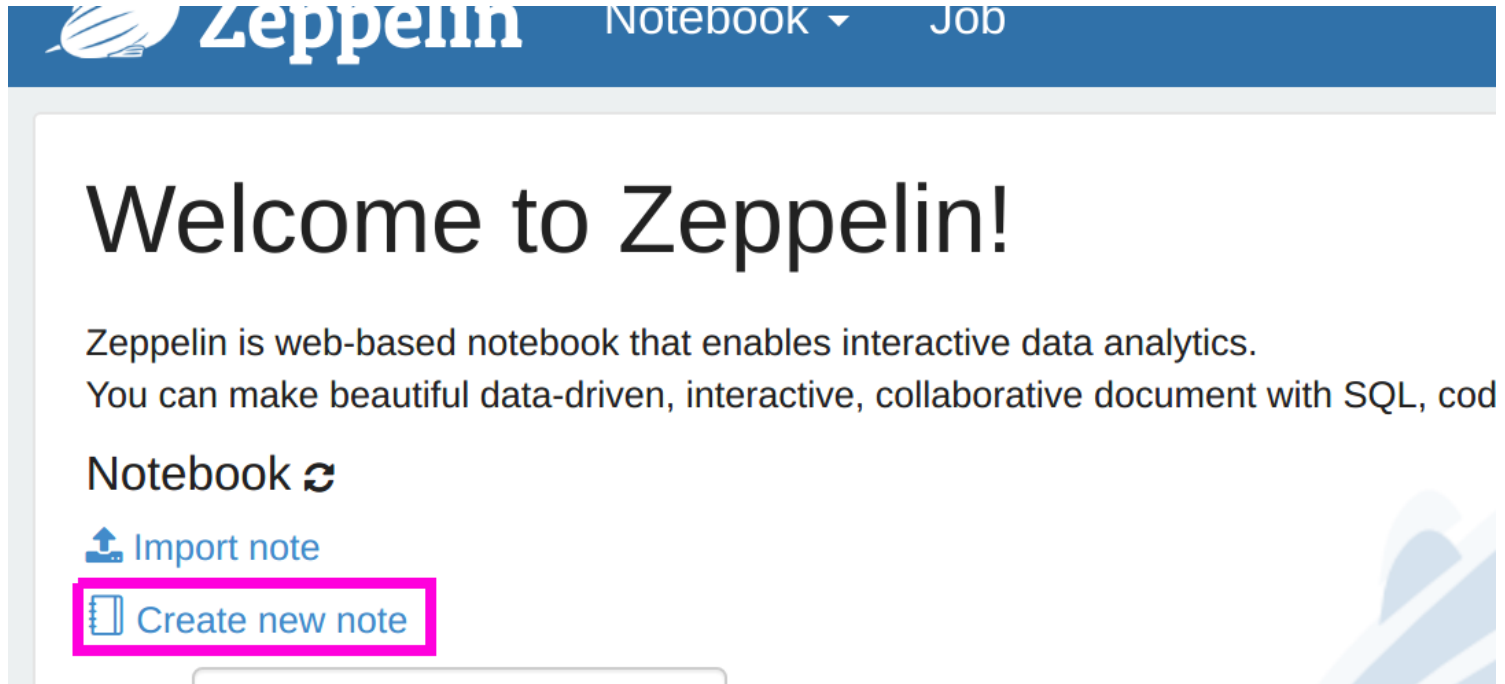 Zeppelin Notebook Job
Welcome to Zeppelin!
Zeppelin is web-based notebook that enables interactive data analytics.
You can make beautiful data-driven, interactive, collaborative document with SQL, cod
Notebook
Import note
Create new note